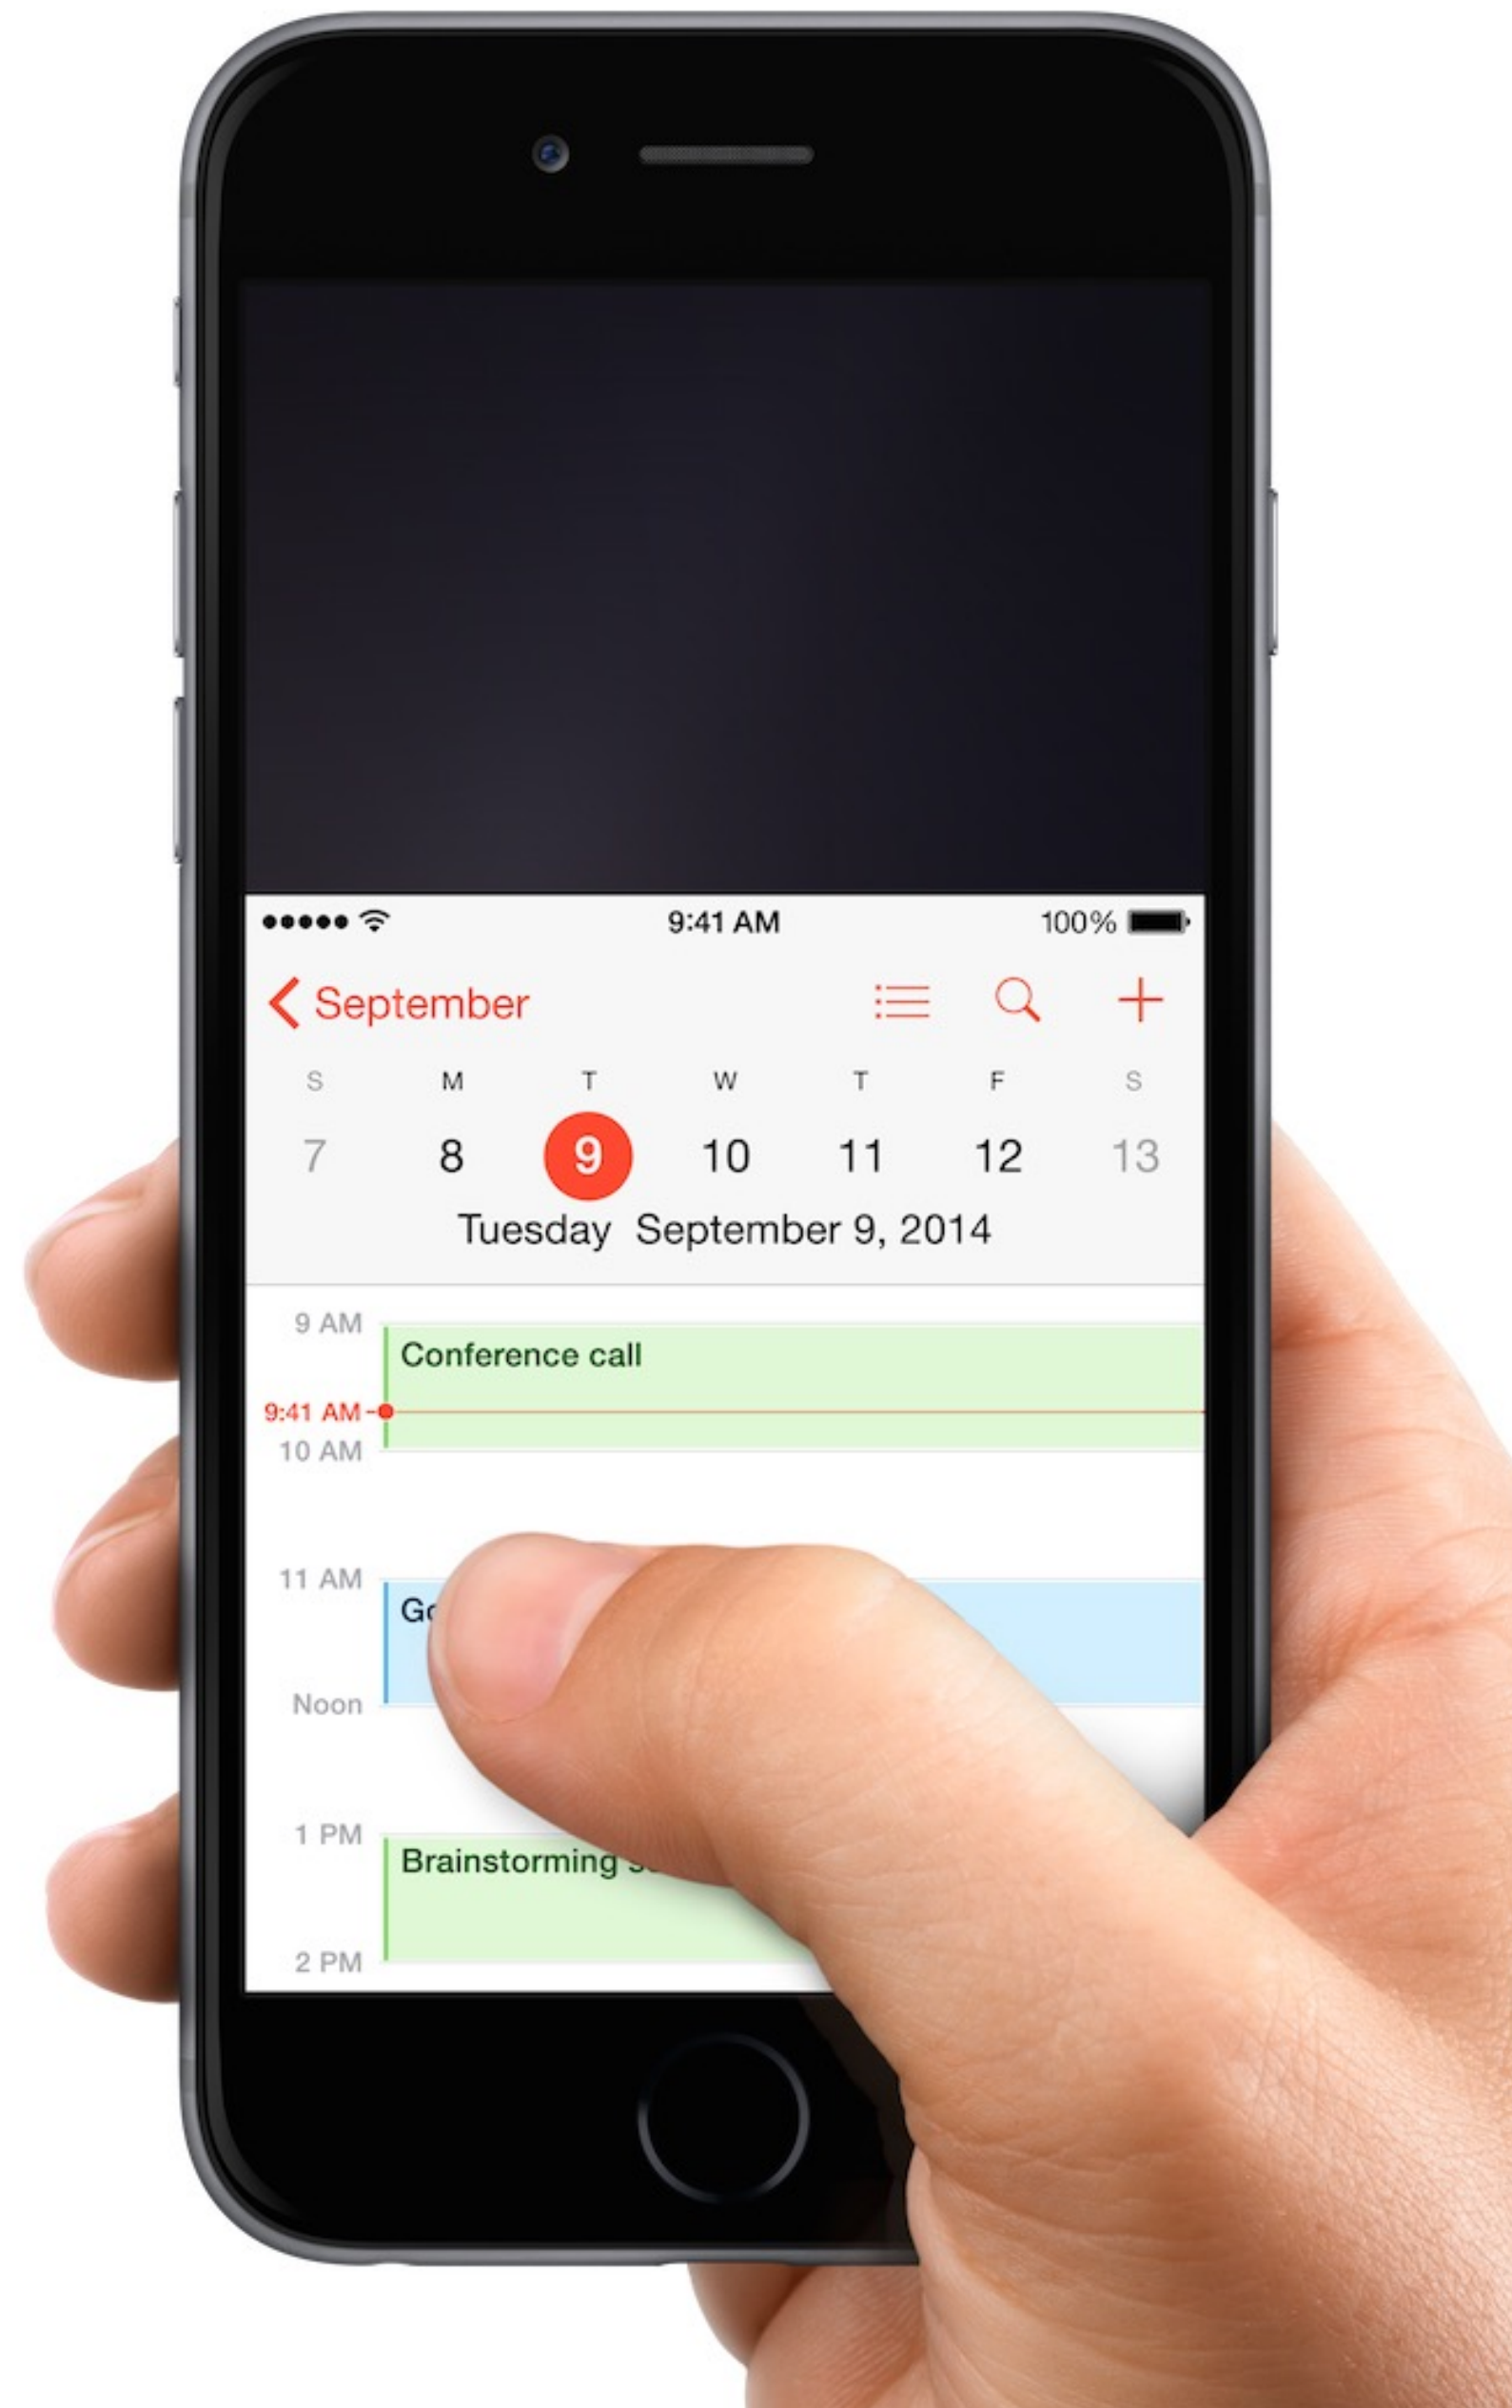 9:41 AM 100%
September
S M T W T F S
7 8 9 10 11 12 13
Tuesday September 9, 2014
9 AM
Conference call
9:41 AM
10 AM
11 AM
Noon
1 PM
Brainstorming
2 PM